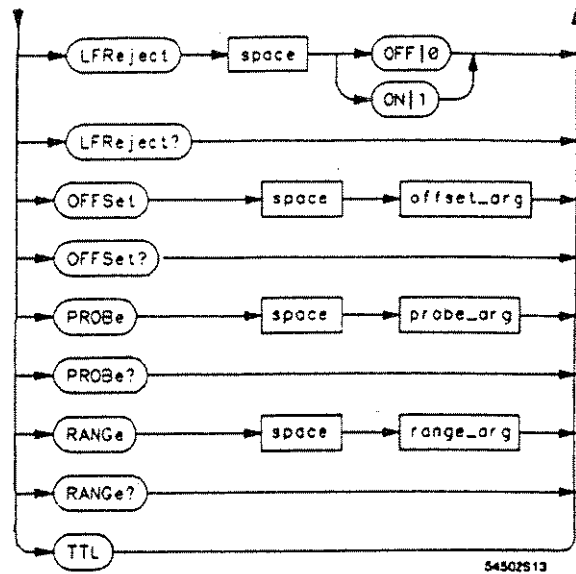 LFReject space OFF|0
ON|1
LFReject?
OFFSet space offset_arg
OFFSet?
PROBe space probe_arg
PROBe?
RANGe space range_arg
RANGe?
TTL
54502S13